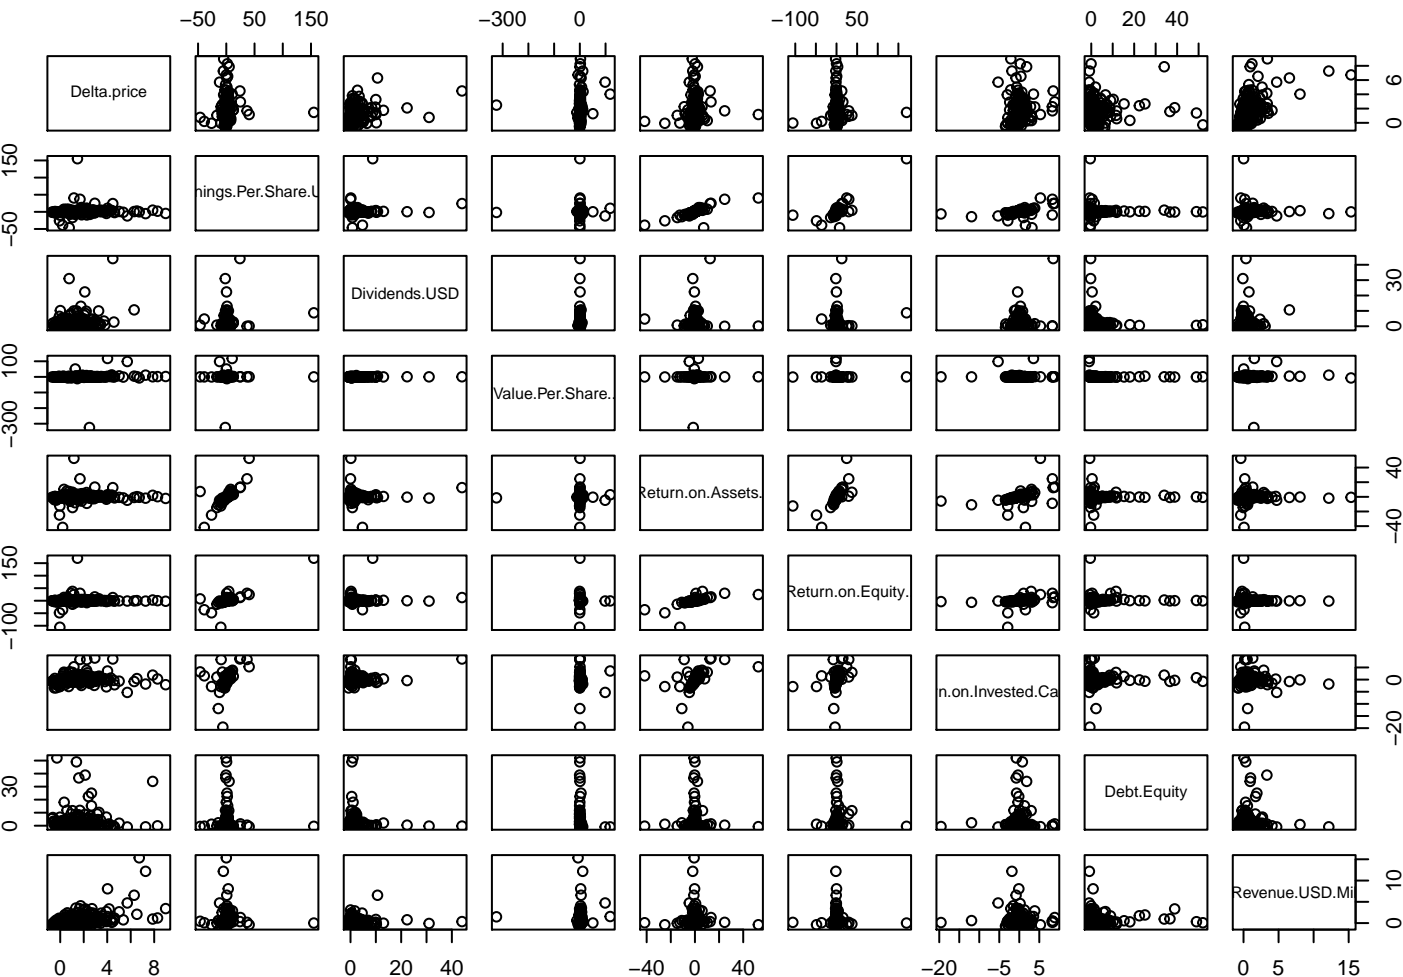 −50 50 150 −300 0 −100 50 0 20 40
Delta.price
0 6
−50 150
nings.Per.Share.U
Dividends.USD
0 30
−300 100
Value.Per.Share..
Return.on.Assets.
−40 40
−100 150
Return.on.Equity.
n.on.Invested.Ca
−20 0
0 30
Debt.Equity
Revenue.USD.Mi
0 10
0 4 8 0 20 40 −40 0 40 −20 −5 5 0 5 15